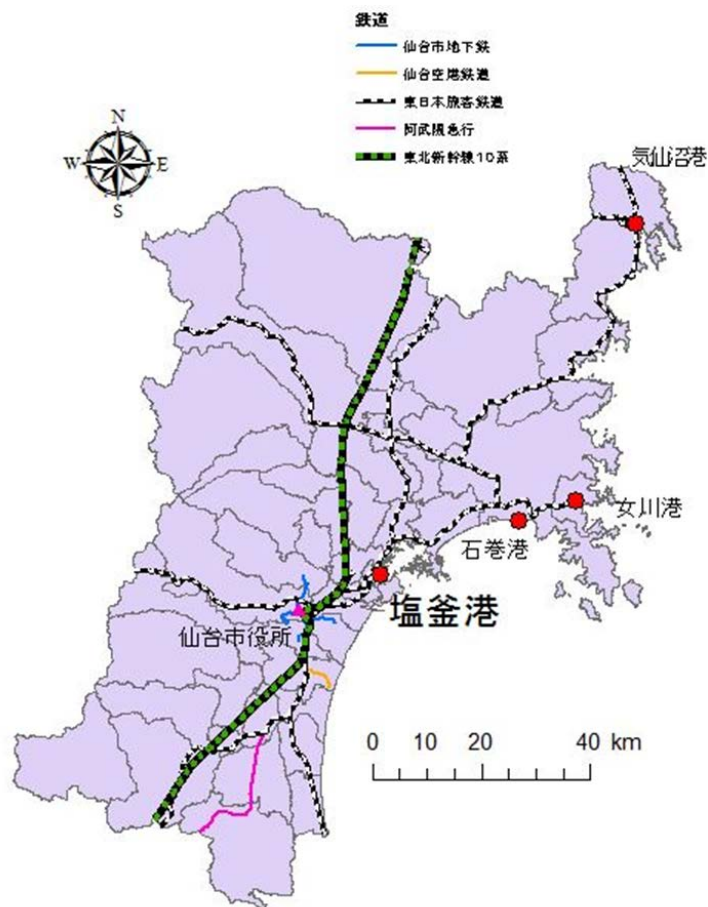 鉄道
仙台市地下鉄
仙台空港鉄道
東日本旅客鉄道
阿武隈急行
東北新幹線10系
N
W
E
S
気仙沼港
女川港
石巻港
塩釜港
仙台市役所
0 10 20 40 km